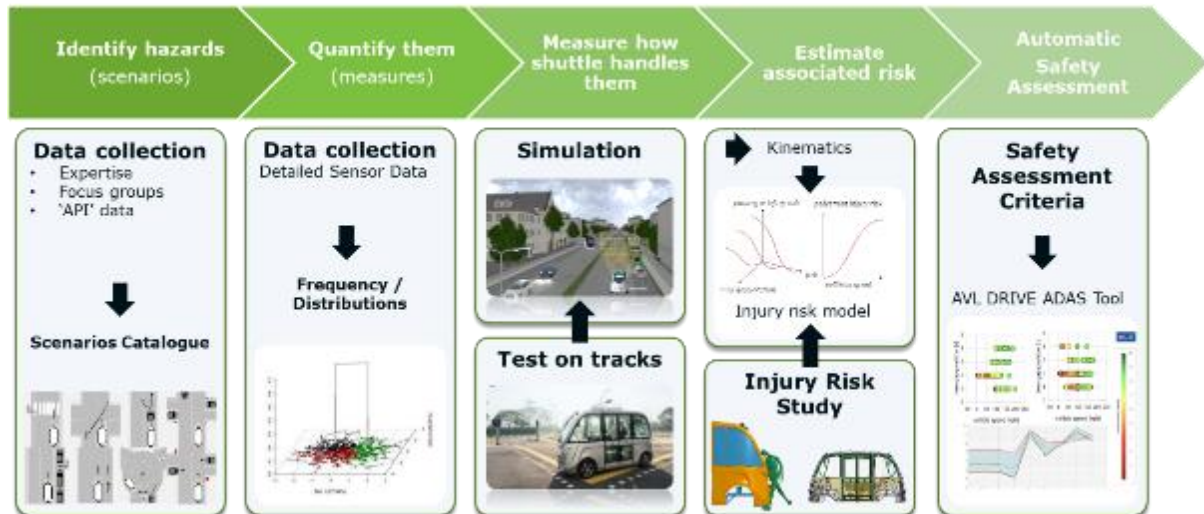 Identify hazards
(scenarios)
Quantify them
(measures)
Measure how
shuttle handles
them
Estimate
associated risk
Automatic
Safety
Assessment
Data collection
• Expertise
• Focus groups
• 'API' data
Scenarios Catalogue
Data collection
Detailed Sensor Data
Frequency /
Distributions
Simulation
Test on tracks
Kinematics
Injury risk model
Injury Risk
Study
Safety
Assessment
Criteria
AVL DRIVE ADAS Tool